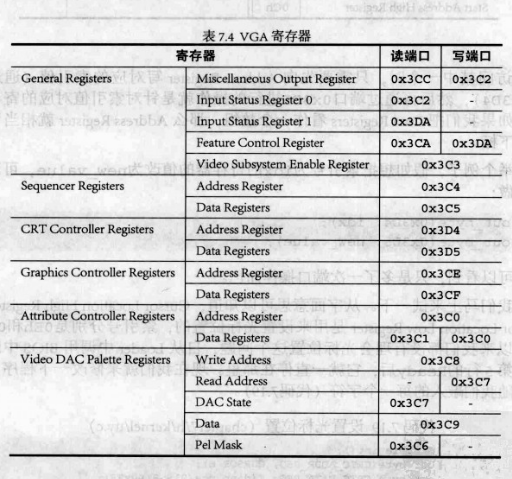 表 7.4 VGA 寄存器
寄存器 读端口 写端口
General Registers Miscellaneous Output Register 0x3CC 0x3C2
Input Status Register 0 0x3C2 -
Input Status Register 1 0x3DA -
Feature Control Register 0x3CA 0x3DA
Video Subsystem Enable Register 0x3C3
Sequencer Registers Address Register 0x3C4
Data Registers 0x3C5
CRT Controller Registers Address Register 0x3D4
Data Registers 0x3D5
Graphics Controller Registers Address Register 0x3CE
Data Registers 0x3CF
Attribute Controller Registers Address Register 0x3C0
Data Registers 0x3C1 0x3C0
Video DAC Palette Registers Write Address 0x3C8
Read Address - 0x3C7
DAC State 0x3C7 -
Data 0x3C9
Pel Mask 0x3C6 -